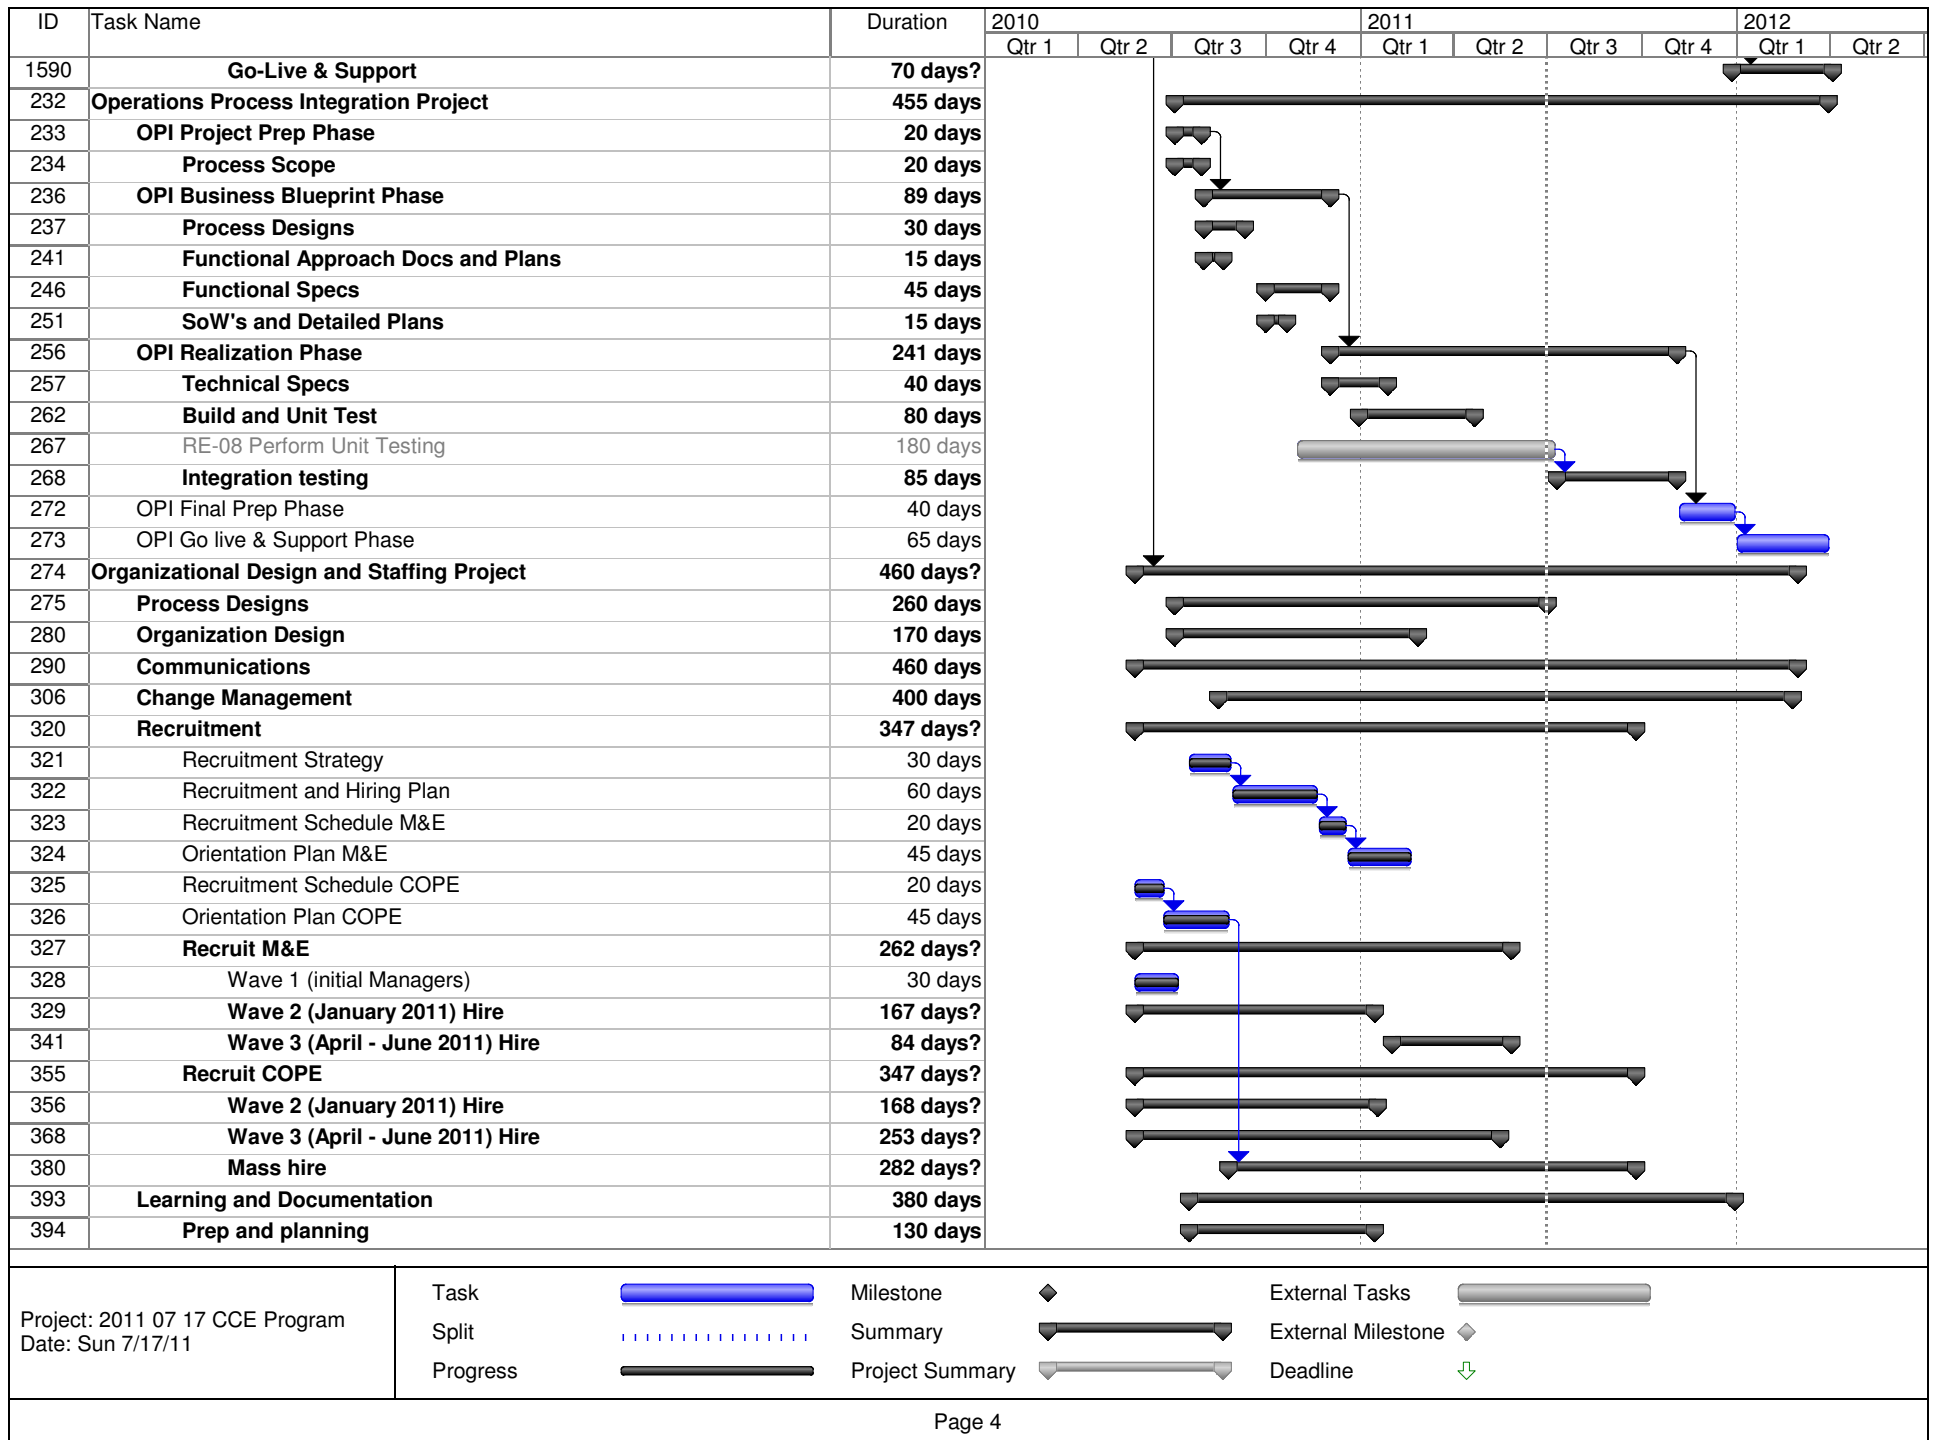 ID Task Name Duration 2010 2011 2012
Qtr 1 Qtr 2 Qtr 3 Qtr 4 Qtr 1 Qtr 2 Qtr 3 Qtr 4 Qtr 1 Qtr 2
1590 Go-Live & Support 70 days?
232 Operations Process Integration Project 455 days
233 OPI Project Prep Phase 20 days
234 Process Scope 20 days
236 OPI Business Blueprint Phase 89 days
237 Process Designs 30 days
241 Functional Approach Docs and Plans 15 days
246 Functional Specs 45 days
251 SoW's and Detailed Plans 15 days
256 OPI Realization Phase 241 days
257 Technical Specs 40 days
262 Build and Unit Test 80 days
267 RE-08 Perform Unit Testing 180 days
268 Integration testing 85 days
272 OPI Final Prep Phase 40 days
273 OPI Go live & Support Phase 65 days
274 Organizational Design and Staffing Project 460 days?
275 Process Designs 260 days
280 Organization Design 170 days
290 Communications 460 days
306 Change Management 400 days
320 Recruitment 347 days?
321 Recruitment Strategy 30 days
322 Recruitment and Hiring Plan 60 days
323 Recruitment Schedule M&E 20 days
324 Orientation Plan M&E 45 days
325 Recruitment Schedule COPE 20 days
326 Orientation Plan COPE 45 days
327 Recruit M&E 262 days?
328 Wave 1 (initial Managers) 30 days
329 Wave 2 (January 2011) Hire 167 days?
341 Wave 3 (April - June 2011) Hire 84 days?
355 Recruit COPE 347 days?
356 Wave 2 (January 2011) Hire 168 days?
368 Wave 3 (April - June 2011) Hire 253 days?
380 Mass hire 282 days?
393 Learning and Documentation 380 days
394 Prep and planning 130 days
Project: 2011 07 17 CCE Program
Date: Sun 7/17/11
Task Milestone External Tasks
Split Summary External Milestone
Progress Project Summary Deadline
Page 4